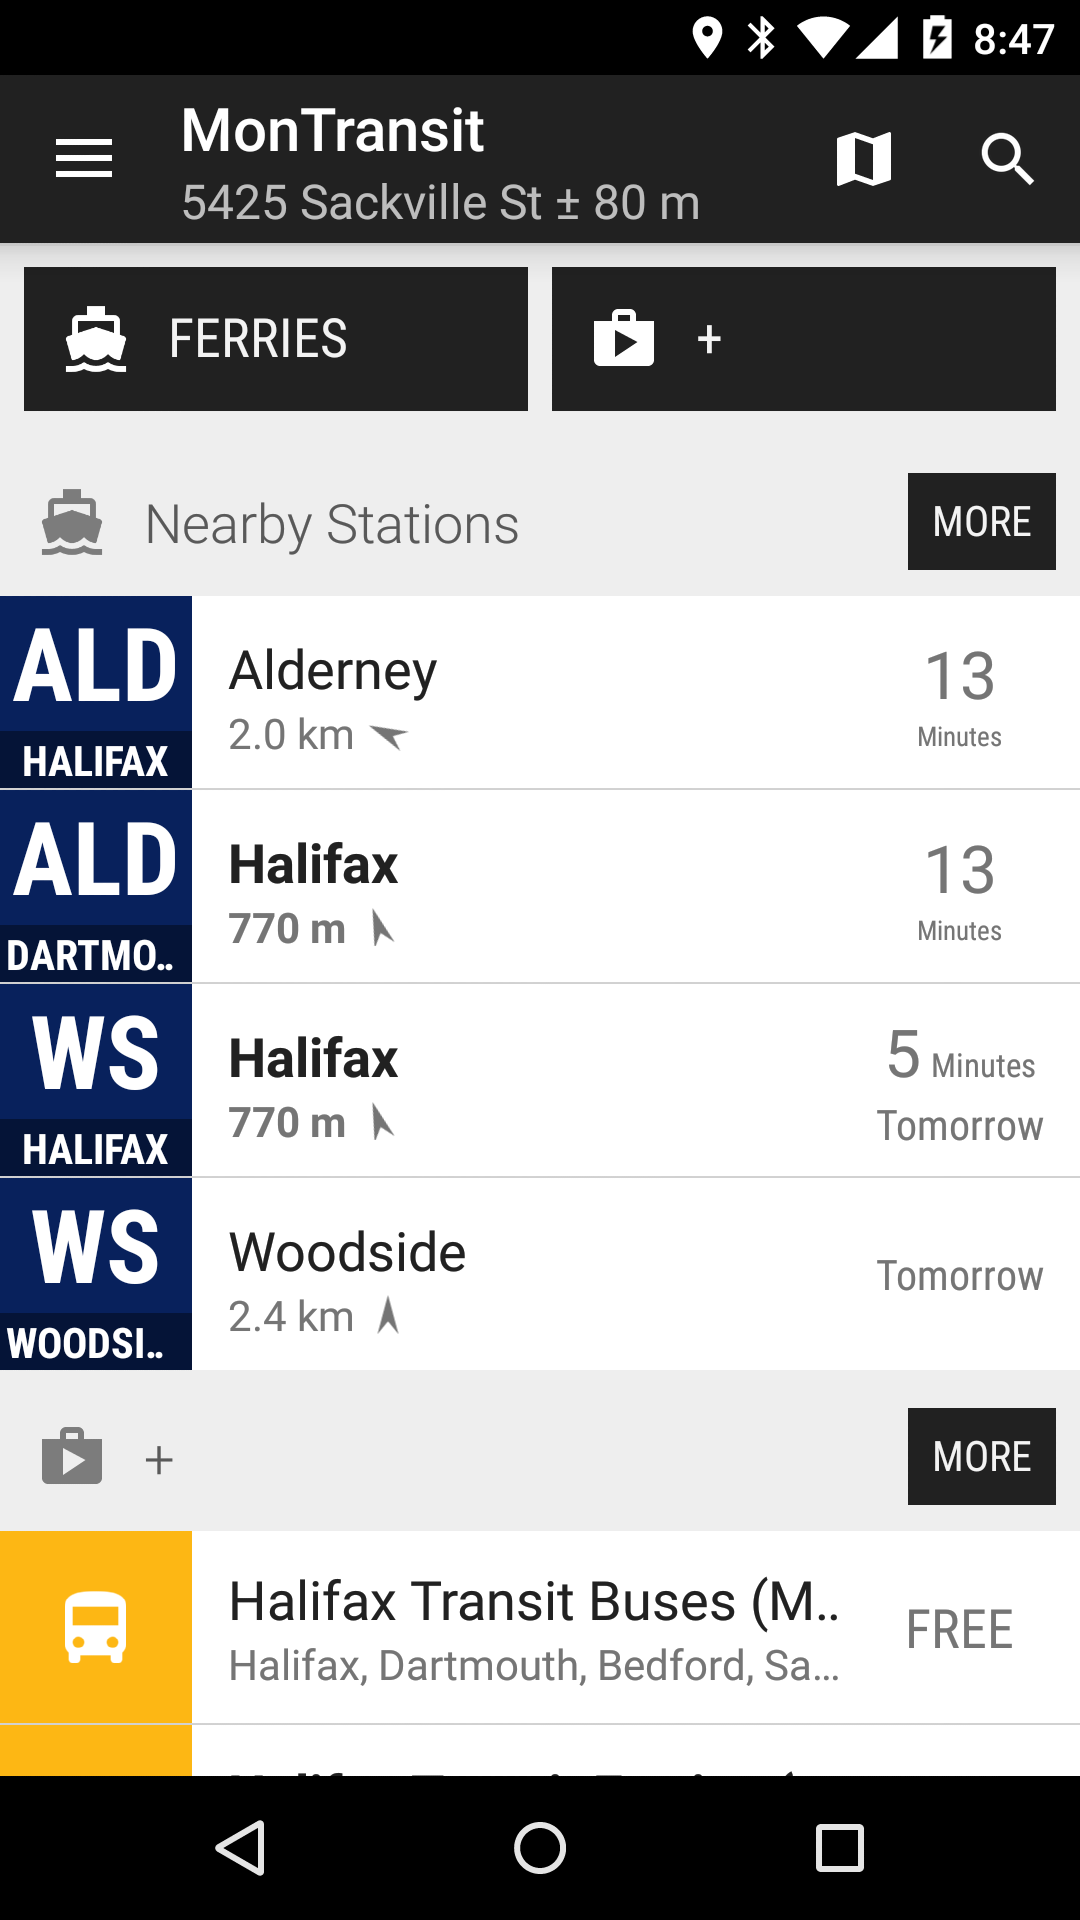 8:47
MonTransit
5425 Sackville St ± 80 m
FERRIES
+
Nearby Stations
MORE
ALD
HALIFAX
Alderney
2.0 km
13
Minutes
ALD
DARTMO..
Halifax
770 m
13
Minutes
WS
HALIFAX
Halifax
770 m
5 Minutes
Tomorrow
WS
WOODSI..
Woodside
2.4 km
Tomorrow
+
MORE
Halifax Transit Buses (M..
Halifax, Dartmouth, Bedford, Sa...
FREE